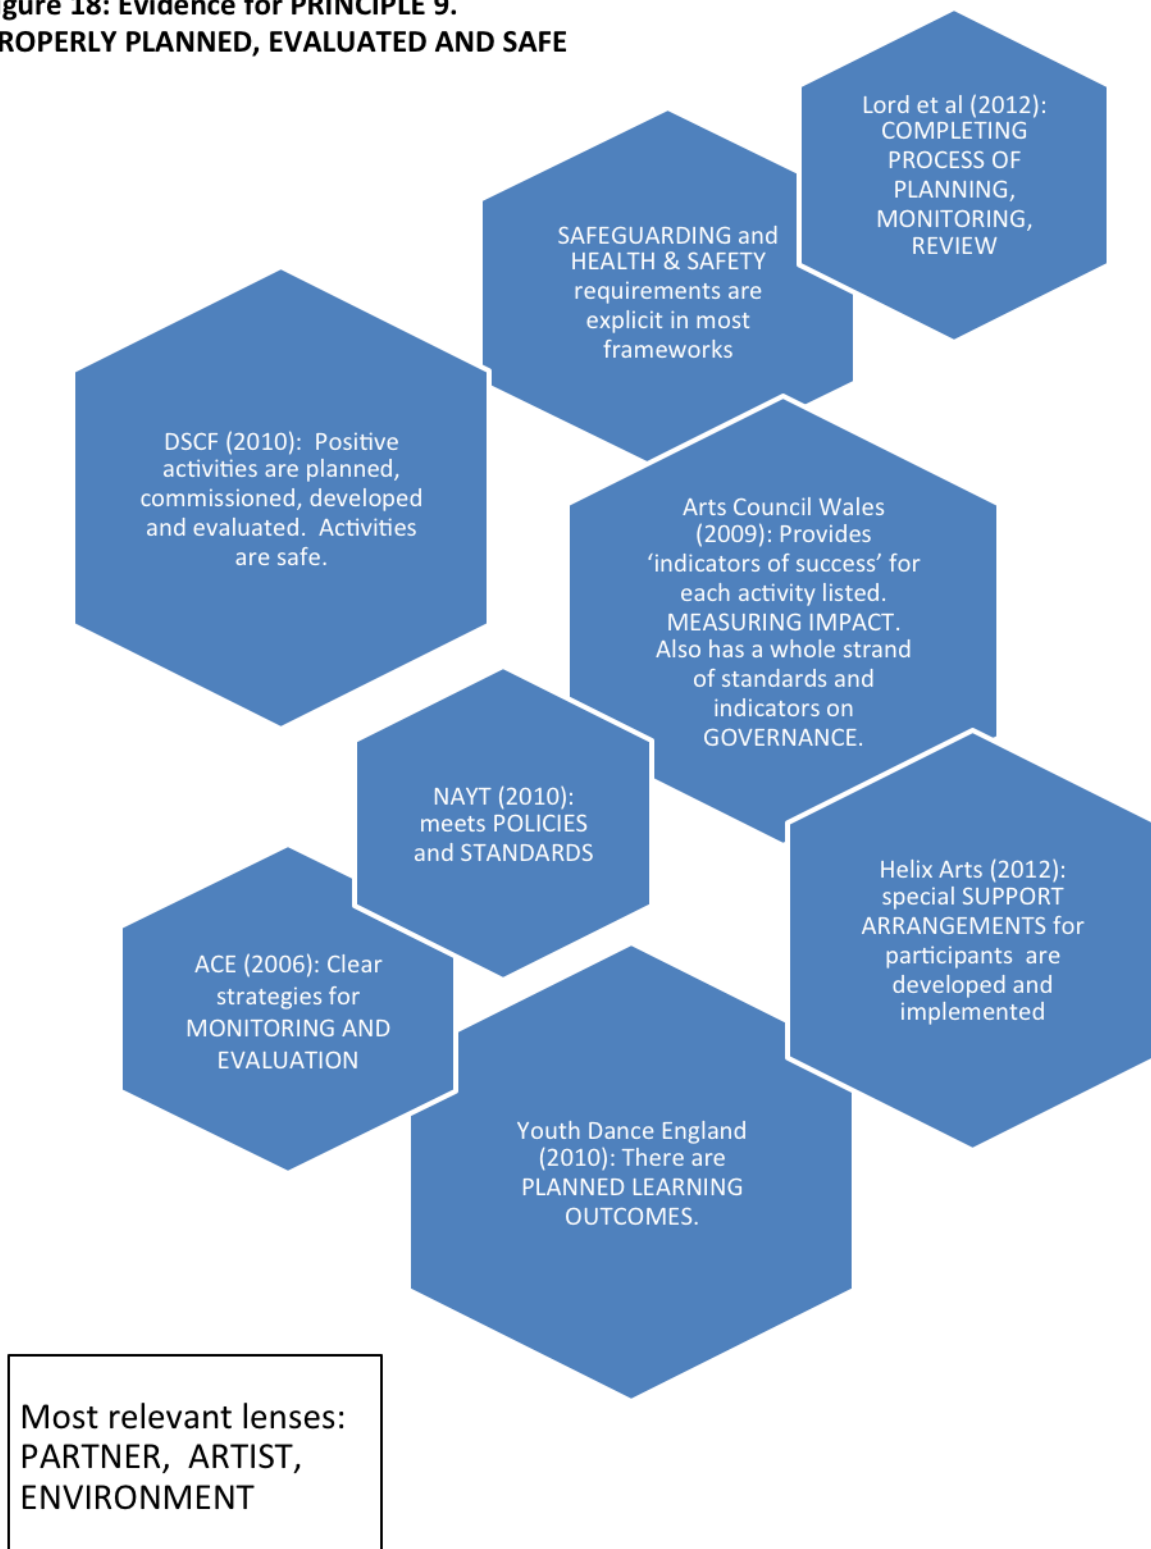 igure 18: Evidence for PRINCIPLE 9.
ROPERLY PLANNED, EVALUATED AND SAFE
Lord et al (2012):
COMPLETING
PROCESS OF
PLANNING,
MONITORING,
REVIEW
SAFEGUARDING and
HEALTH & SAFETY
requirements are
explicit in most
frameworks
DSCF (2010):  Positive
activities are planned,
commissioned, developed
and evaluated.  Activities
are safe.
Arts Council Wales
(2009): Provides
‘indicators of success’ for
each activity listed.
MEASURING IMPACT.
Also has a whole strand
of standards and
indicators on
GOVERNANCE.
NAYT (2010):
meets POLICIES
and STANDARDS
Helix Arts (2012):
special SUPPORT
ARRANGEMENTS for
participants  are
developed and
implemented
ACE (2006): Clear
strategies for
MONITORING AND
EVALUATION
Youth Dance England
(2010): There are
PLANNED LEARNING
OUTCOMES.
Most relevant lenses:
PARTNER,  ARTIST,
ENVIRONMENT